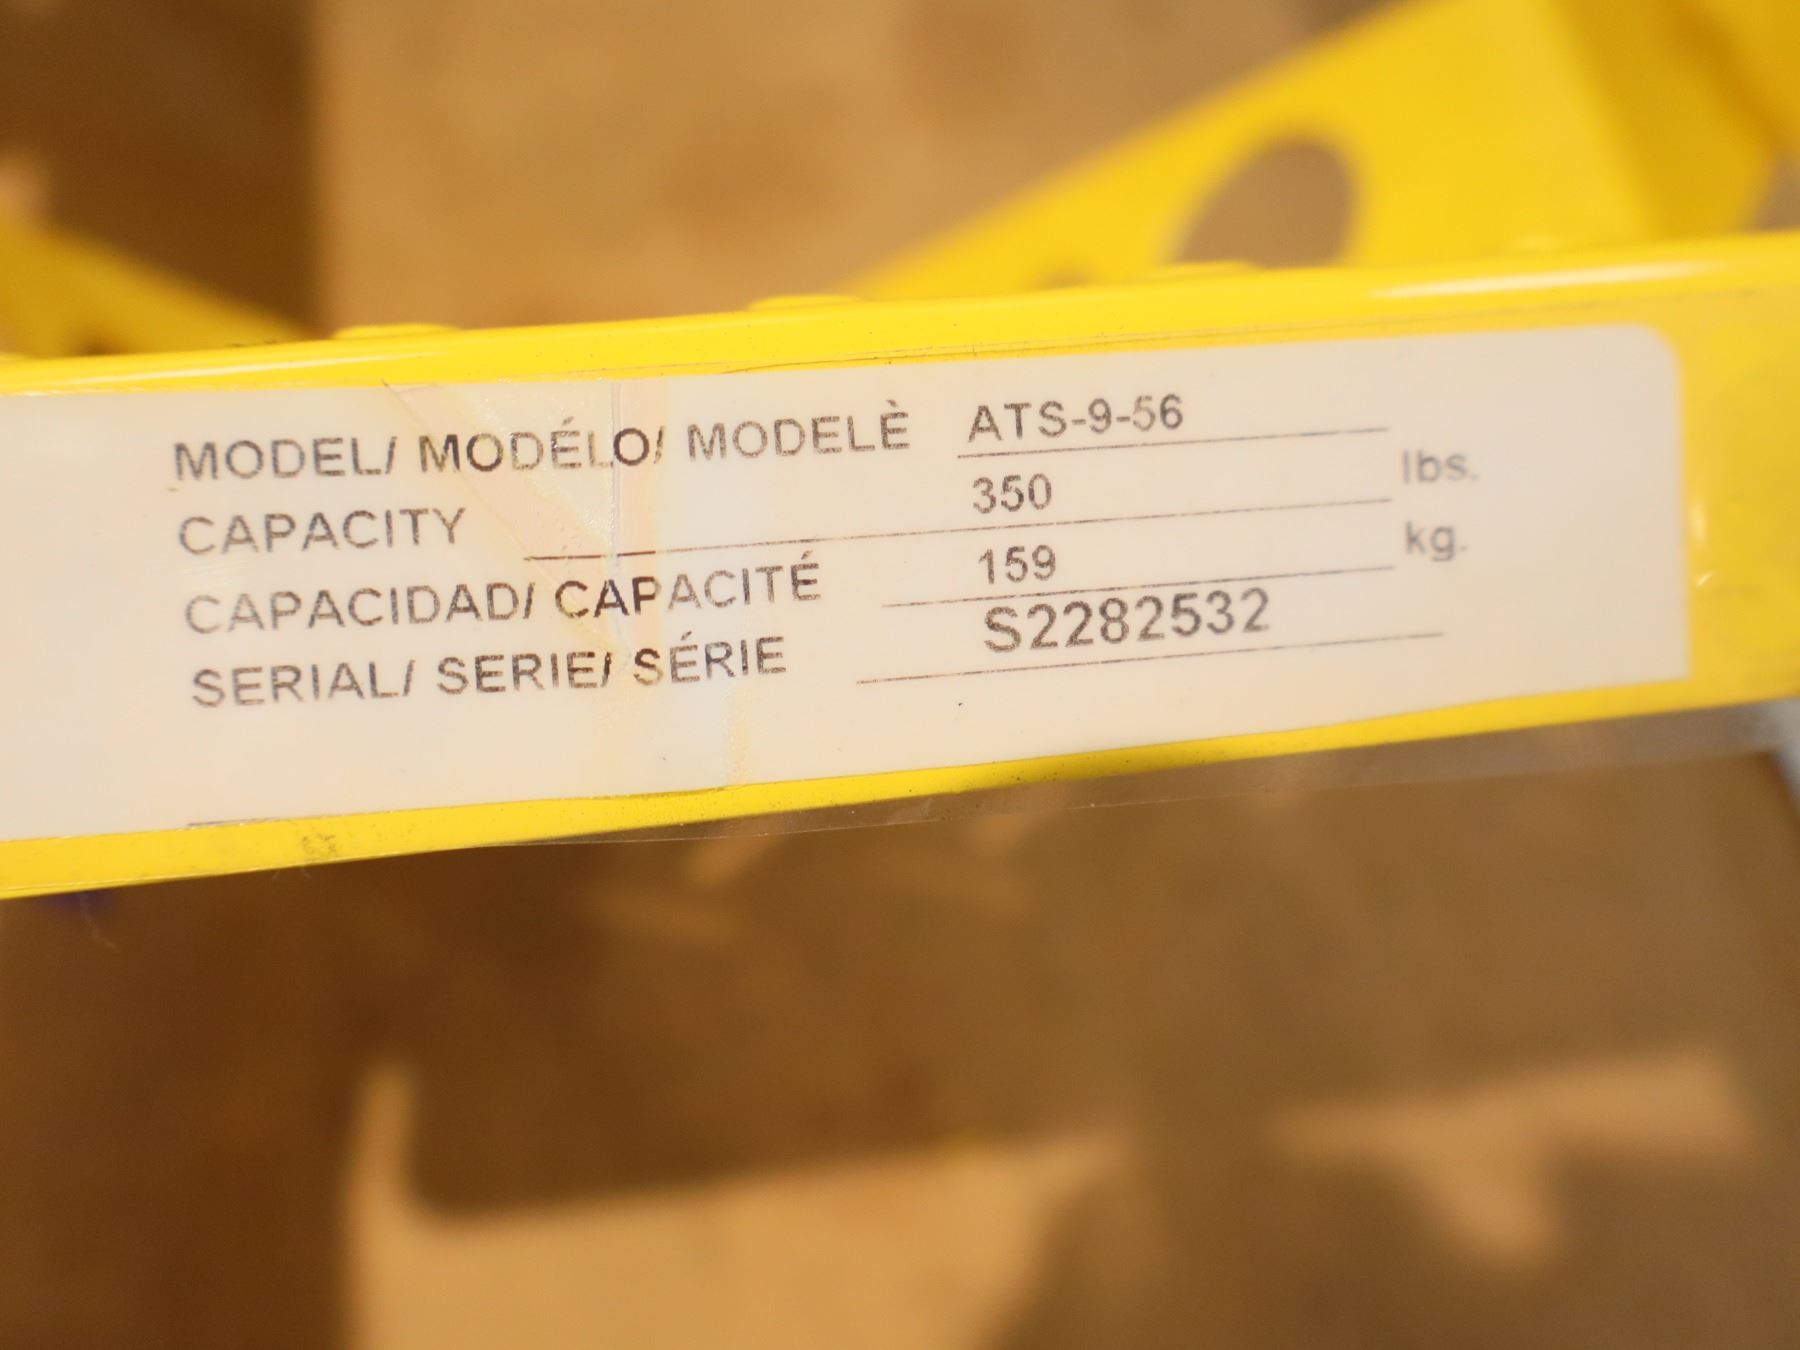 MODEL/ MODÉLO/ MODELÈ ATS-9-56
CAPACITY 350 lbs.
CAPACIDAD/ CAPACITÉ 159 kg.
SERIAL/ SERIE/ SÉRIE S2282532